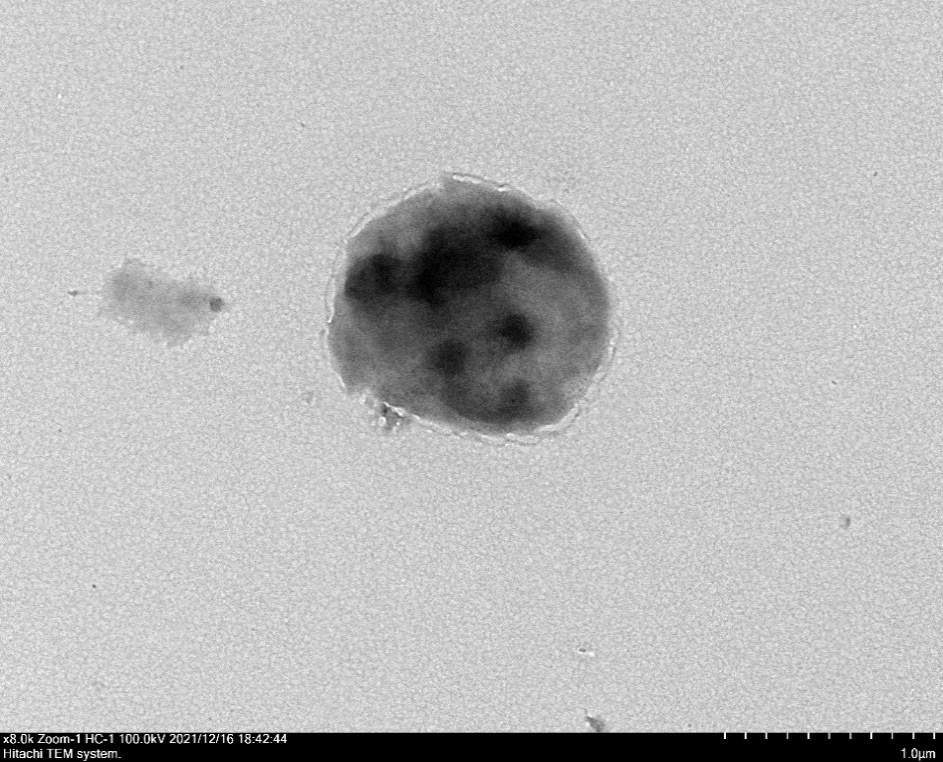 x8.0k Zoom-1 HC-1 100.0kV 2021/12/16 18:42:44
Hitachi TEM system.
1.0µm